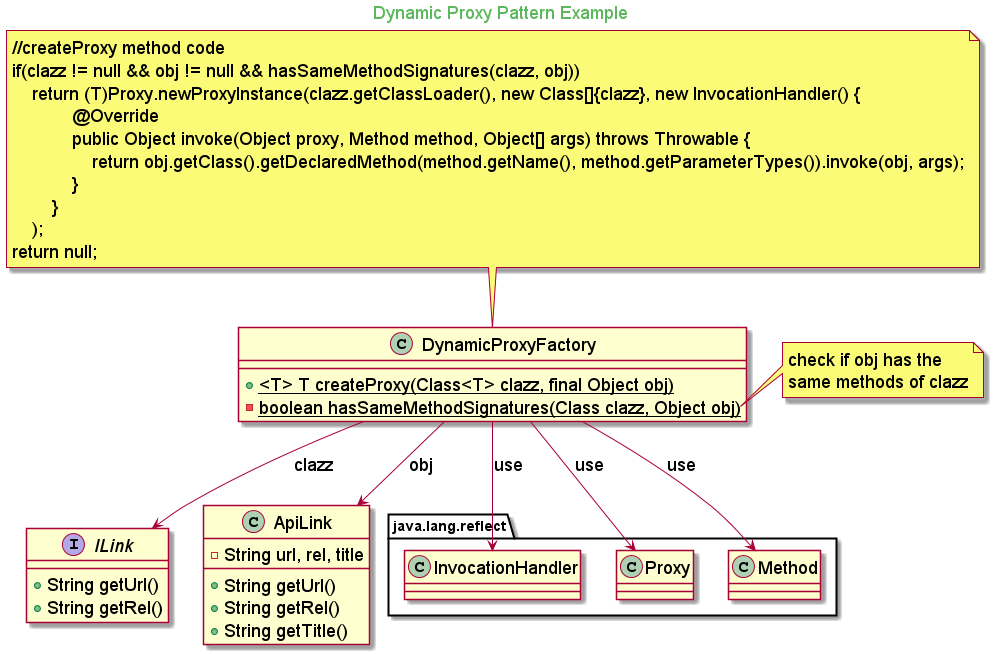 Dynamic Proxy Pattern Example
//createProxy method code
if(clazz != null && obj != null && hasSameMethodSignatures(clazz, obj))
return (T)Proxy.newProxyInstance(clazz.getClassLoader(), new Class[]{clazz}, new InvocationHandler() {
@Override
public Object invoke(Object proxy, Method method, Object[] args) throws Throwable {
return obj.getClass().getDeclaredMethod(method.getName(), method.getParameterTypes()).invoke(obj, args);
}
}
);
return null;
C DynamicProxyFactory
<T> T createProxy(Class<T> clazz, final Object obj)
boolean hasSameMethodSignatures(Class clazz, Object obj)
check if obj has the
same methods of clazz
clazz
obj
use
use
use
I ILink
String getUrl()
String getRel()
C ApiLink
String url, rel, title
String getUrl()
String getRel()
String getTitle()
java.lang.reflect
C InvocationHandler
C Proxy
C Method